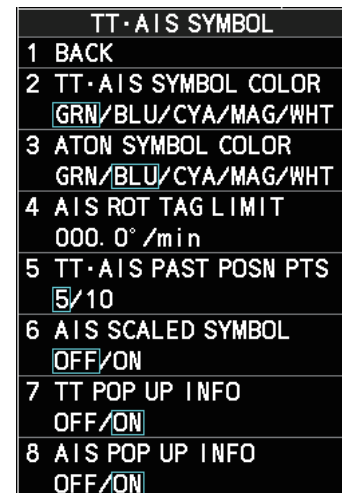 TT·AIS SYMBOL
1 BACK
2 TT·AIS SYMBOL COLOR
GRN/BLU/CYA/MAG/WHT
3 ATON SYMBOL COLOR
GRN/BLU/CYA/MAG/WHT
4 AIS ROT TAG LIMIT
000.0°/min
5 TT·AIS PAST POSN PTS
5/10
6 AIS SCALED SYMBOL
OFF/ON
7 TT POP UP INFO
OFF/ON
8 AIS POP UP INFO
OFF/ON